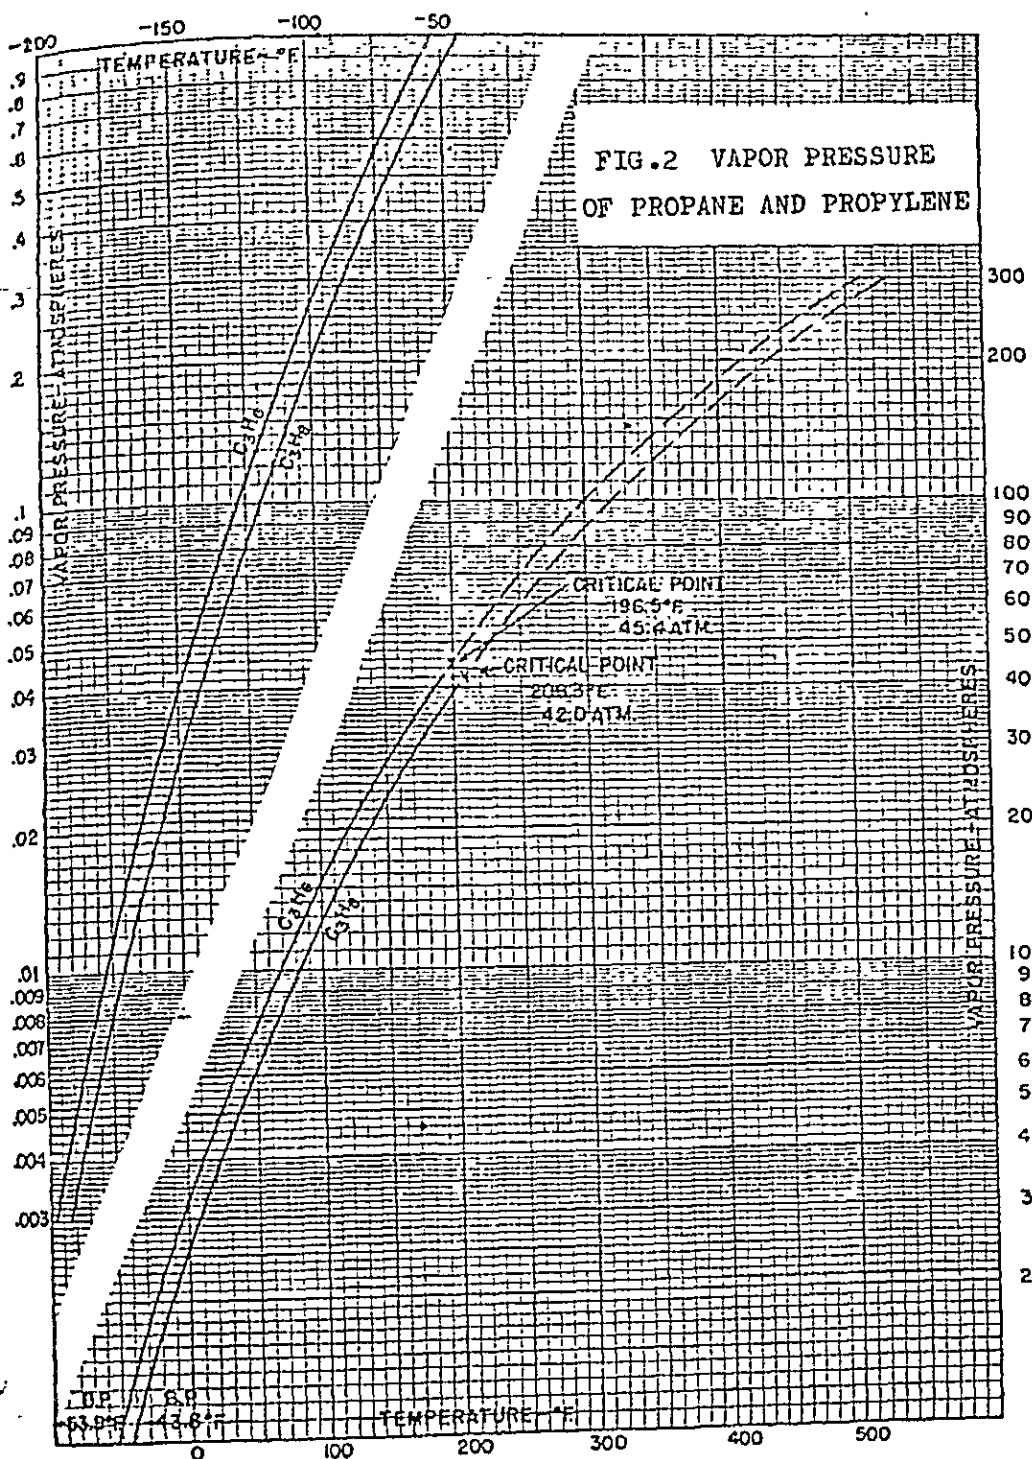 -200 -150 -100 -50
TEMPERATURE-°F
FIG.2 VAPOR PRESSURE
OF PROPANE AND PROPYLENE
VAPOR PRESSURE-ATMOSPHERES
.9
.8
.7
.6
.5
.4
.3
.2
.1
.09
.08
.07
.06
.05
.04
.03
.02
.01
.009
.008
.007
.006
.005
.004
.003
C3H6
C3H8
300
200
100
90
80
70
60
50
40
30
20
10
9
8
7
6
5
4
3
2
VAPOR PRESSURE-ATMOSPHERES
CRITICAL POINT
196.5°F
45.4 ATM.
CRITICAL POINT
206.3°F
42.0 ATM.
C3H6
C3H8
B.P. B.P.
-53.9°F -43.8°F
TEMPERATURE-°F
0 100 200 300 400 500